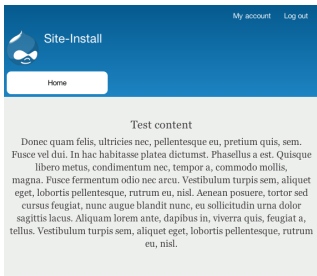 My account Log out
Site-Install
Home
Test content
Donec quam felis, ultricies nec, pellentesque eu, pretium quis, sem.
Fusce vel dui. In hac habitasse platea dictumst. Phasellus a est. Quisque
libero metus, condimentum nec, tempor a, commodo mollis,
magna. Fusce fermentum odio nec arcu. Vestibulum turpis sem, aliquet
eget, lobortis pellentesque, rutrum eu, nisl. Aenean posuere, tortor sed
cursus feugiat, nunc augue blandit nunc, eu sollicitudin urna dolor
sagittis lacus. Aliquam lorem ante, dapibus in, viverra quis, feugiat a,
tellus. Vestibulum turpis sem, aliquet eget, lobortis pellentesque, rutrum
eu, nisl.